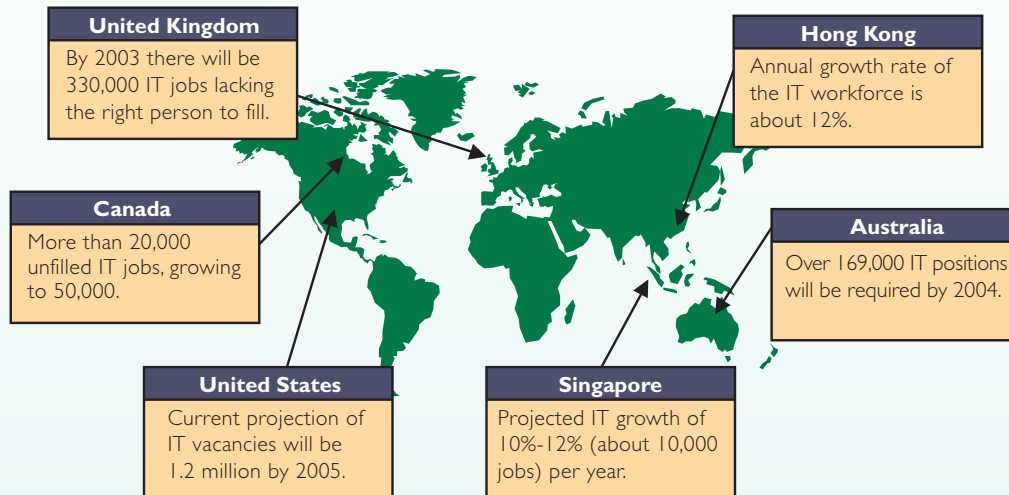 United Kingdom
By 2003 there will be
330,000 IT jobs lacking
the right person to fill.
Hong Kong
Annual growth rate of
the IT workforce is
about 12%.
Canada
More than 20,000
unfilled IT jobs, growing
to 50,000.
Australia
Over 169,000 IT positions
will be required by 2004.
United States
Current projection of
IT vacancies will be
1.2 million by 2005.
Singapore
Projected IT growth of
10%-12% (about 10,000
jobs) per year.